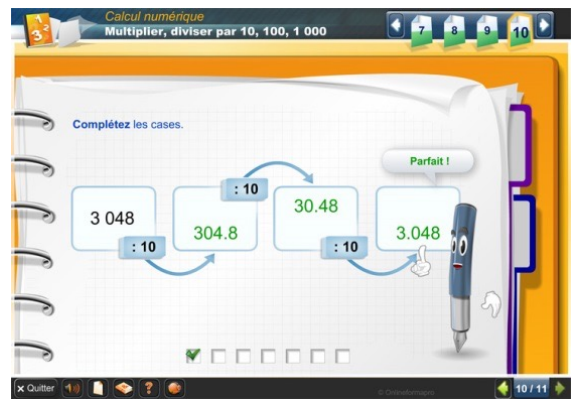 Calcul numérique
Multiplier, diviser par 10, 100, 1 000
7 8 9 10
Complétez les cases.
Parfait !
: 10
30.48
3 048
304.8
3.048
: 10
: 10
x Quitter
?
© Onlineformapro
10 / 11